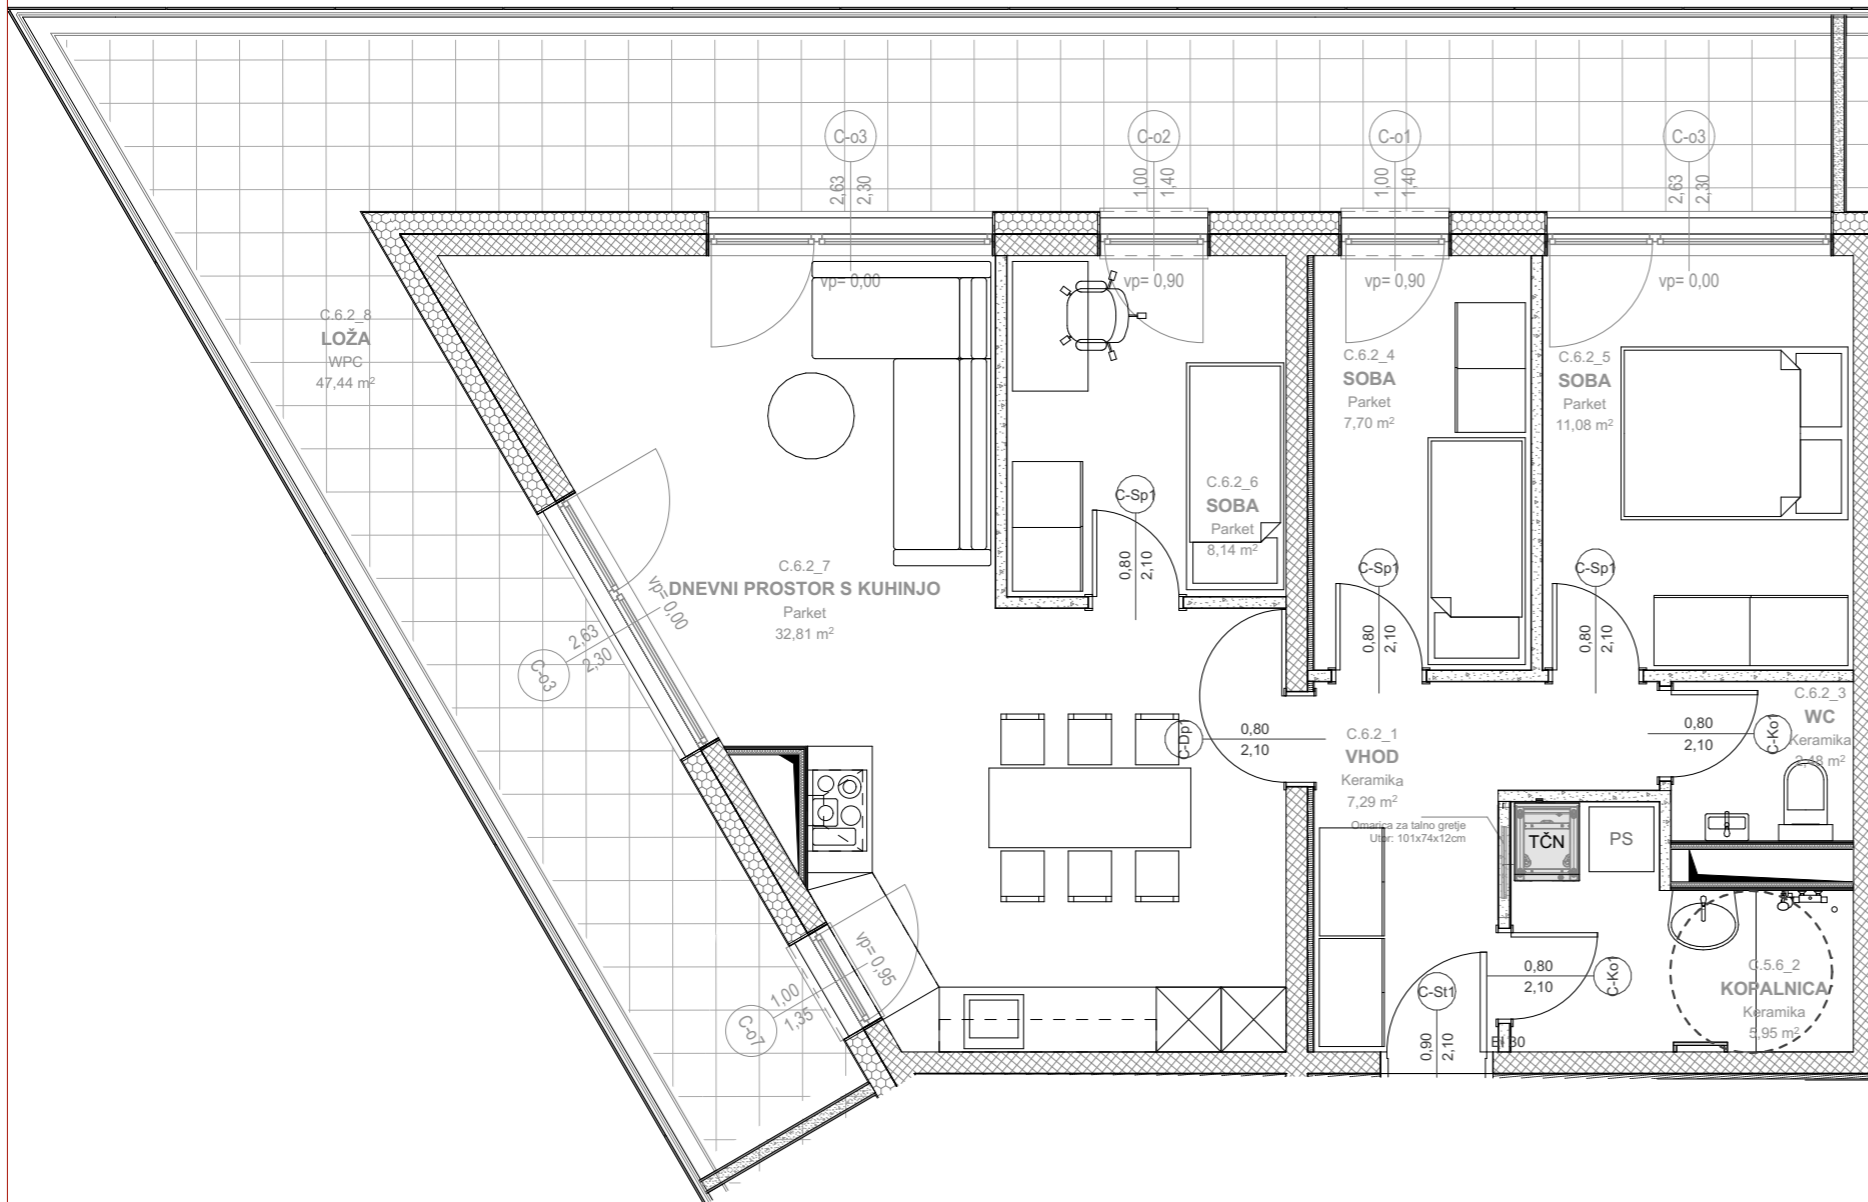 C-o3
2,63
2,30
vp= 0,00
C-o2
1,00
1,40
vp= 0,90
C-o1
1,00
1,40
vp= 0,90
C-o3
2,63
2,30
vp= 0,00
C.6.2_8
LOŽA
WPC
47,44 m²
C.6.2_4
SOBA
Parket
7,70 m²
C.6.2_5
SOBA
Parket
11,08 m²
C.6.2_6
SOBA
Parket
8,14 m²
C-Sp1
0,80
2,10
C-Sp1
0,80
2,10
C-Sp1
0,80
2,10
C.6.2_7
DNEVNI PROSTOR S KUHINJO
Parket
32,81 m²
vp= 0,00
2,63
2,30
C-o3
C-Dp1
0,80
2,10
C.6.2_1
VHOD
Keramika
7,29 m²
0,80
2,10
C-Ko1
C.6.2_3
WC
Keramika
2,48 m²
Omarica za talno gretje
Utor: 101x74x12cm
TČN
PS
vp= 0,95
1,00
1,35
C-o7
C-St1
0,90
2,10
EI 30
0,80
2,10
C-Ko1
C.5.6_2
KOPALNICA
Keramika
5,95 m²